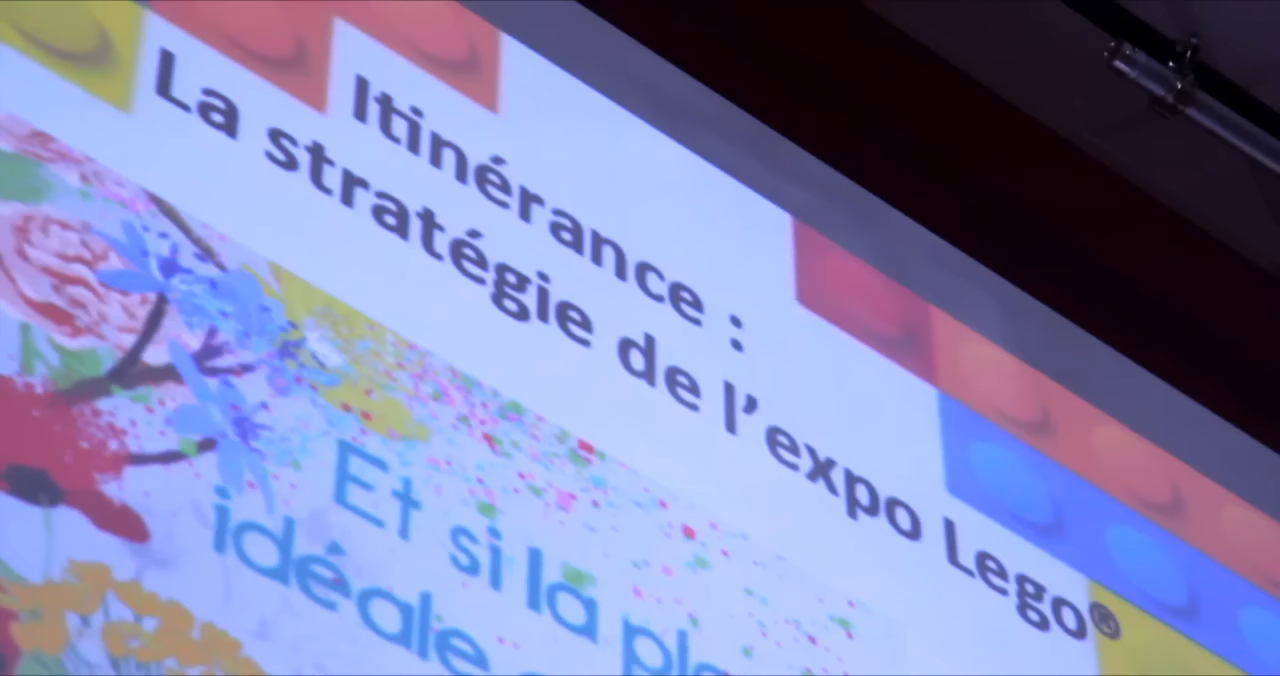 Itinérance :
La stratégie de l'expo Lego®
Et si la
idéale